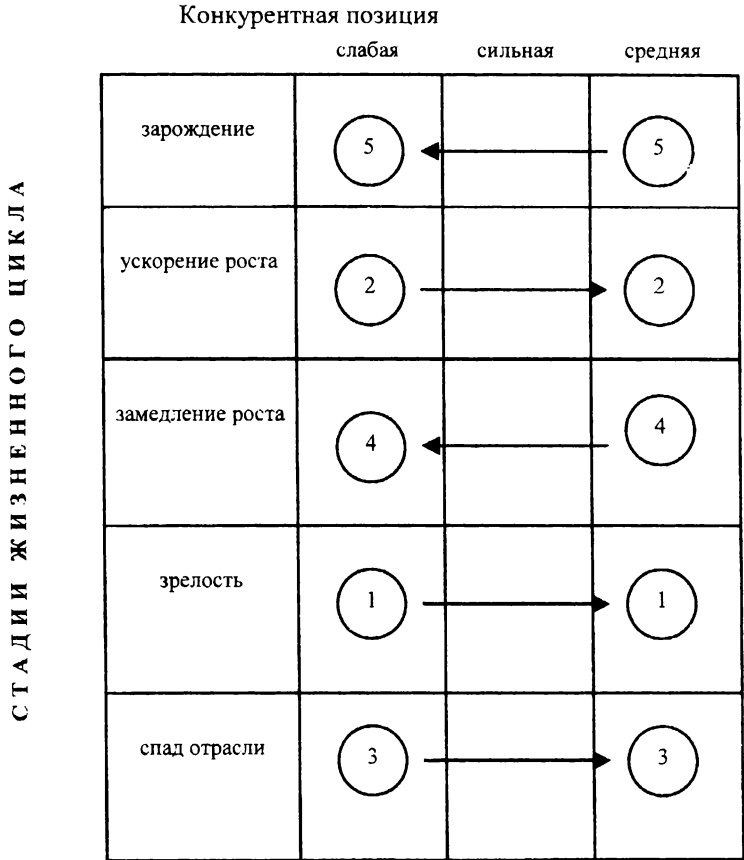 Конкурентная позиция
слабая сильная средняя
СТАДИИ ЖИЗНЕННОГО ЦИКЛА
зарождение 5 5
ускорение роста 2 2
замедление роста 4 4
зрелость 1 1
спад отрасли 3 3